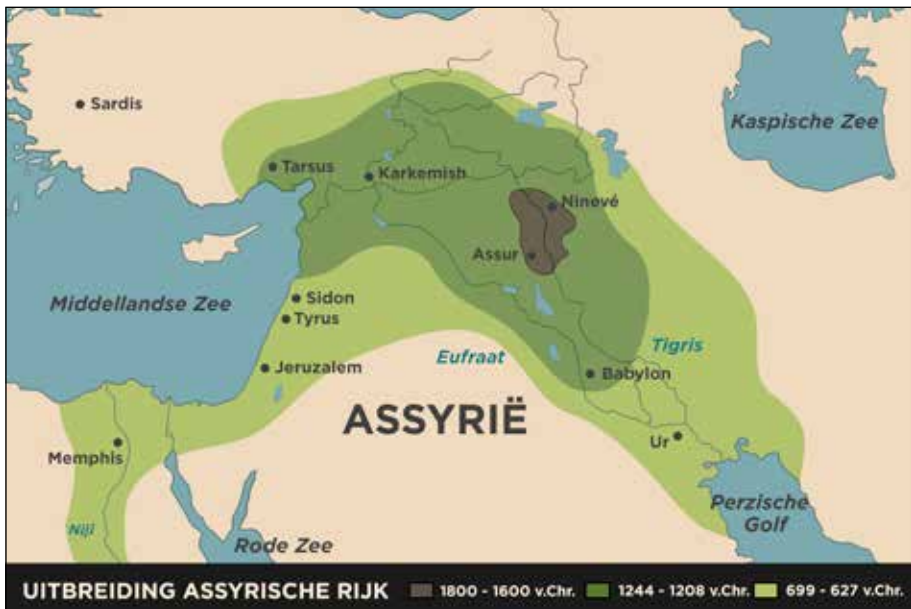 Sardis
Kaspische Zee
Tarsus
Karkemish
Ninevé
Assur
Middellandse Zee
Sidon
Tyrus
Jeruzalem
Eufraat
Tigris
Babylon
ASSYRIË
Ur
Memphis
Nijl
Rode Zee
Perzische
Golf
UITBREIDING ASSYRISCHE RIJK 1800 - 1600 v.Chr. 1244 - 1208 v.Chr. 699 - 627 v.Chr.